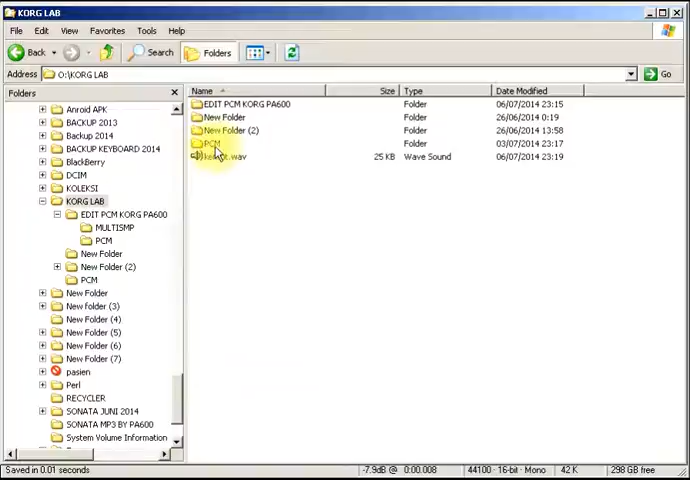 KORG LAB
File Edit View Favorites Tools Help
Back Search Folders
Address O:\KORG LAB Go
Folders
Anroid APK
BACKUP 2013
Backup 2014
BACKUP KEYBOARD 2014
BlackBerry
DCIM
KOLEKSI
KORG LAB
EDIT PCM KORG PA600
MULTISMP
PCM
New Folder
New Folder (2)
PCM
New Folder
New folder (3)
New Folder (4)
New Folder (5)
New Folder (6)
New Folder (7)
pasien
Perl
RECYCLER
SONATA JUNI 2014
SONATA MP3 BY PA600
System Volume Information
Name Size Type Date Modified
EDIT PCM KORG PA600 Folder 06/07/2014 23:15
New Folder Folder 26/06/2014 0:19
New Folder (2) Folder 26/06/2014 13:58
PCM Folder 03/07/2014 23:17
25 KB Wave Sound 06/07/2014 23:19
Saved in 0.01 seconds -7.9dB @ 0:00.008 44100 · 16-bit · Mono 42 K 298 GB free